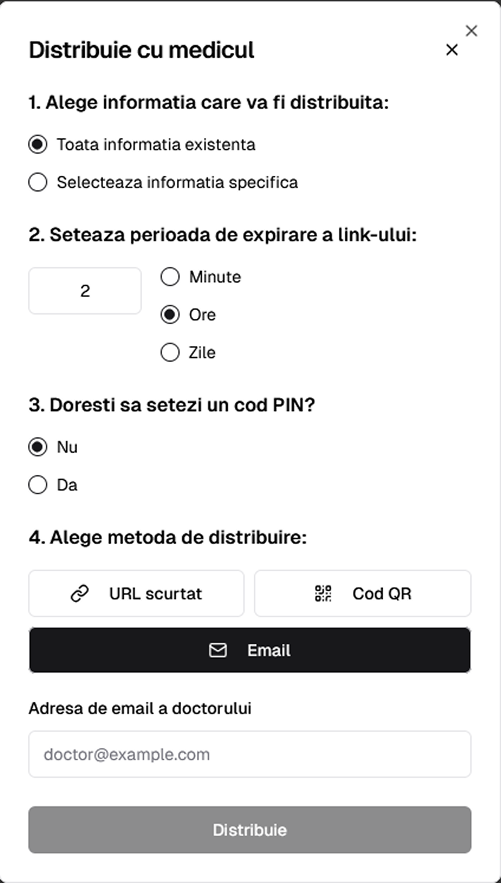 Distribuie cu medicul
1. Alege informatia care va fi distribuita:
Toata informatia existenta
Selecteaza informatia specifica
2. Seteaza perioada de expirare a link-ului:
2
Minute
Ore
Zile
3. Doresti sa setezi un cod PIN?
Nu
Da
4. Alege metoda de distribuire:
URL scurtat
Cod QR
Email
Adresa de email a doctorului
doctor@example.com
Distribuie